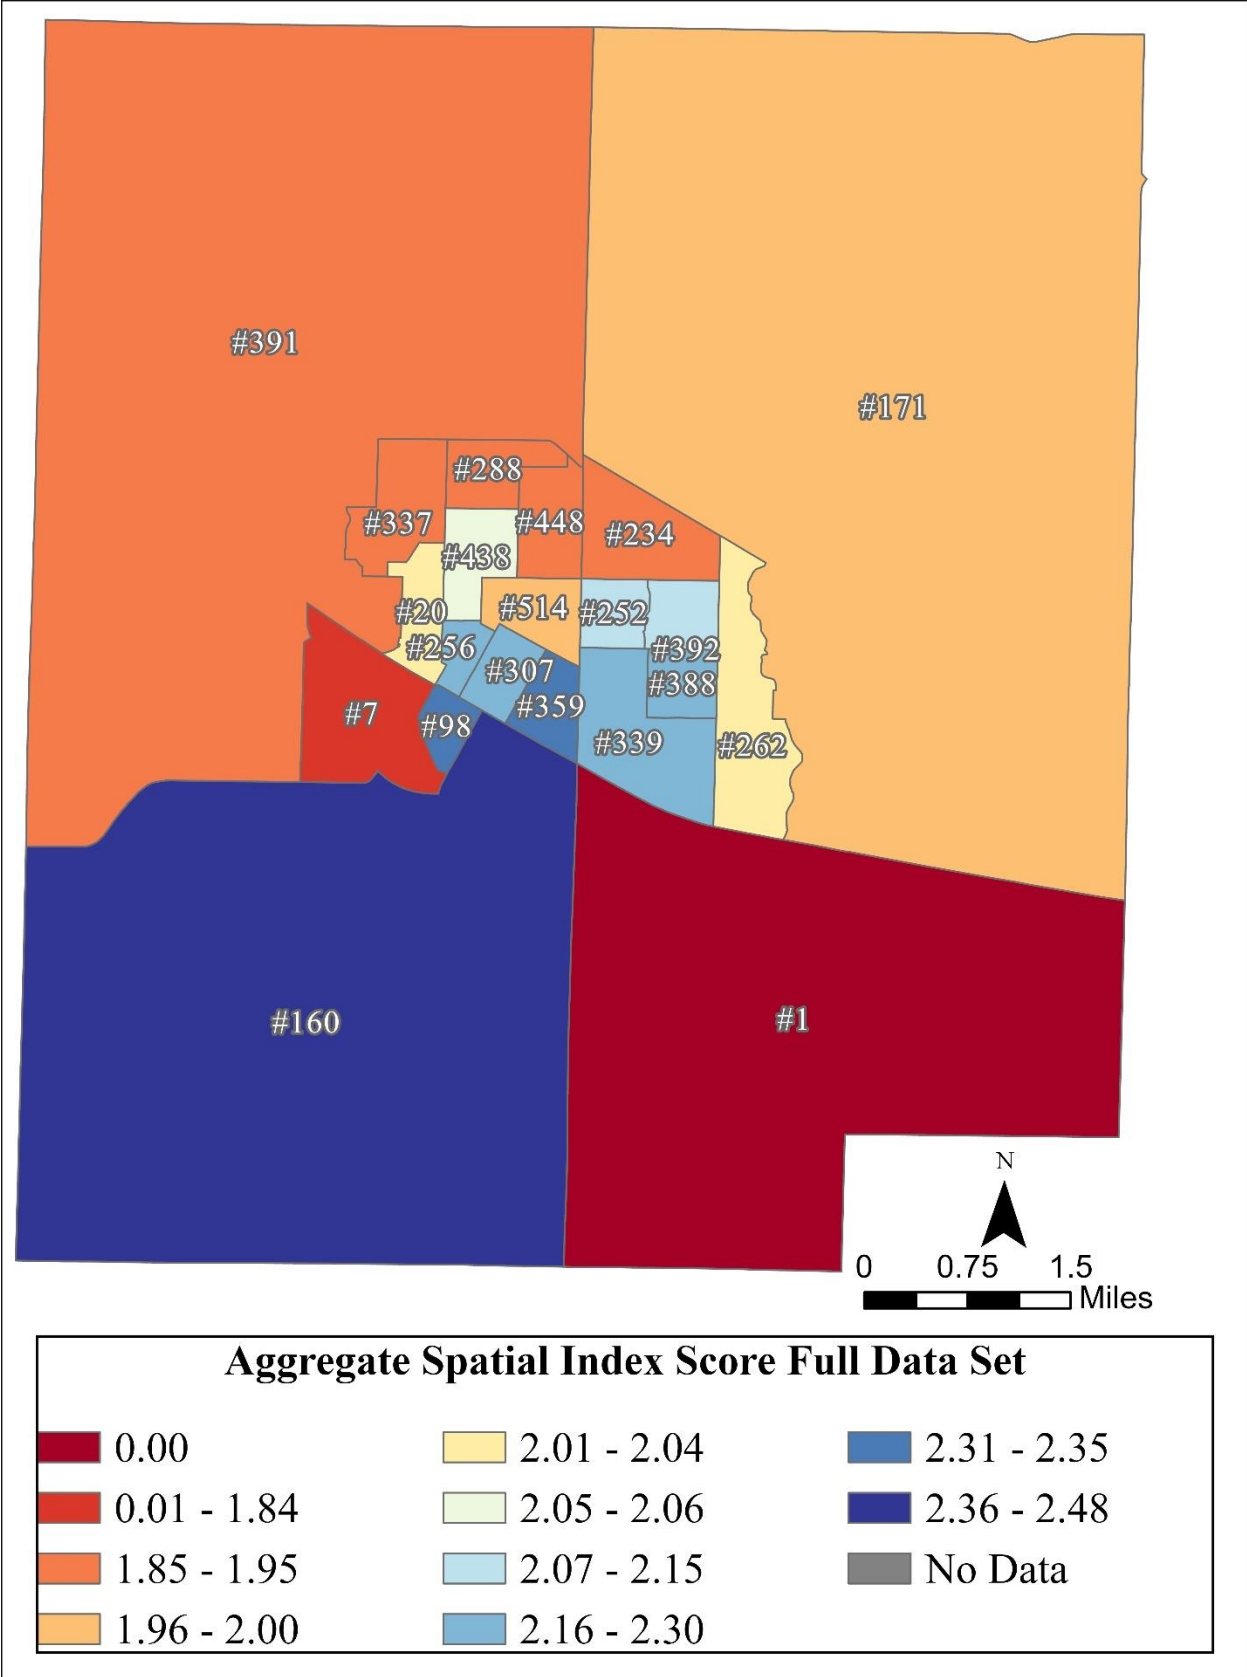 #391
#171
#288
#337
#448
#234
#438
#20
#514
#252
#256
#392
#307
#388
#7
#359
#98
#339
#262
#160
#1
N
0 0.75 1.5
Miles
Aggregate Spatial Index Score Full Data Set
0.00
0.01 - 1.84
1.85 - 1.95
1.96 - 2.00
2.01 - 2.04
2.05 - 2.06
2.07 - 2.15
2.16 - 2.30
2.31 - 2.35
2.36 - 2.48
No Data